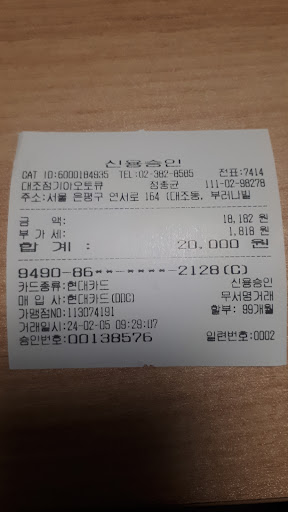 신용승인
CAT ID:6000184835 TEL:02-382-8585 전표:7414
대조점기아오토큐 정총균 111-02-98278
주소:서울 은평구 연서로 164 (대조동, 부러나빌
금 액: 18,182 원
부 가 세: 1,818 원
합 계: 20,000 원
9490-86**-****-2128(C)
카드종류:현대카드 신용승인
매 입 사:현대카드(DDC) 무서명거래
가맹점NO:113074191 할부: 99개월
거래일시:24-02-05 09:29:07
승인번호:00138576 일련번호:0002